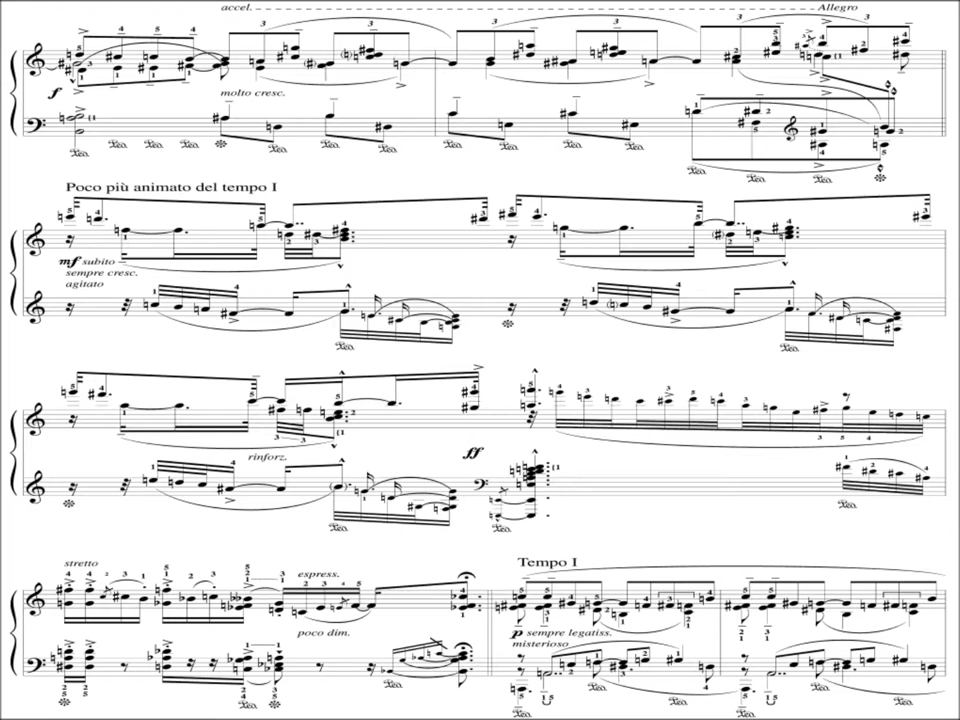 accel. Allegro
f molto cresc.
Poco più animato del tempo I
mf subito
sempre cresc.
agitato
rinforz.
ff
stretto
espress.
poco dim.
Tempo I
p sempre legatiss.
misterioso